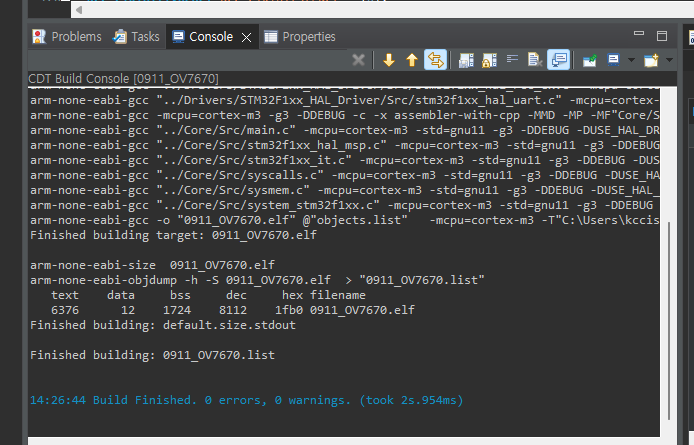 Problems Tasks Console Properties
CDT Build Console [0911_OV7670]
arm-none-eabi-gcc "../Drivers/STM32F1xx_HAL_Driver/Src/stm32f1xx_hal_uart.c" -mcpu=cortex-
arm-none-eabi-gcc -mcpu=cortex-m3 -g3 -DDEBUG -c -x assembler-with-cpp -MMD -MP -MF"Core/S
arm-none-eabi-gcc "../Core/Src/main.c" -mcpu=cortex-m3 -std=gnu11 -g3 -DDEBUG -DUSE_HAL_DR
arm-none-eabi-gcc "../Core/Src/stm32f1xx_hal_msp.c" -mcpu=cortex-m3 -std=gnu11 -g3 -DDEBUG
arm-none-eabi-gcc "../Core/Src/stm32f1xx_it.c" -mcpu=cortex-m3 -std=gnu11 -g3 -DDEBUG -DUS
arm-none-eabi-gcc "../Core/Src/syscalls.c" -mcpu=cortex-m3 -std=gnu11 -g3 -DDEBUG -DUSE_HA
arm-none-eabi-gcc "../Core/Src/sysmem.c" -mcpu=cortex-m3 -std=gnu11 -g3 -DDEBUG -DUSE_HAL_
arm-none-eabi-gcc "../Core/Src/system_stm32f1xx.c" -mcpu=cortex-m3 -std=gnu11 -g3 -DDEBUG
arm-none-eabi-gcc -o "0911_OV7670.elf" @"objects.list" -mcpu=cortex-m3 -T"C:\Users\kccis
Finished building target: 0911_OV7670.elf
arm-none-eabi-size 0911_OV7670.elf
arm-none-eabi-objdump -h -S 0911_OV7670.elf > "0911_OV7670.list"
text data bss dec hex filename
6376 12 1724 8112 1fb0 0911_OV7670.elf
Finished building: default.size.stdout
Finished building: 0911_OV7670.list
14:26:44 Build Finished. 0 errors, 0 warnings. (took 2s.954ms)